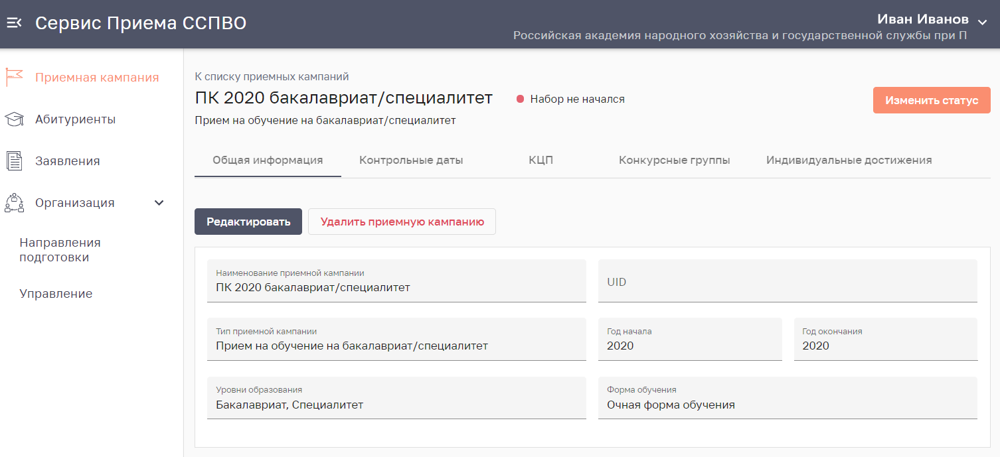 Сервис Приема ССПВО
Иван Иванов
Российская академия народного хозяйства и государственной службы при П
Приемная кампания
Абитуриенты
Заявления
Организация
Направления
подготовки
Управление
К списку приемных кампаний
ПК 2020 бакалавриат/специалитет
Набор не начался
Изменить статус
Прием на обучение на бакалавриат/специалитет
Общая информация
Контрольные даты
КЦП
Конкурсные группы
Индивидуальные достижения
Редактировать
Удалить приемную кампанию
Наименование приемной кампании
ПК 2020 бакалавриат/специалитет
UID
Тип приемной кампании
Прием на обучение на бакалавриат/специалитет
Год начала
2020
Год окончания
2020
Уровни образования
Бакалавриат, Специалитет
Форма обучения
Очная форма обучения